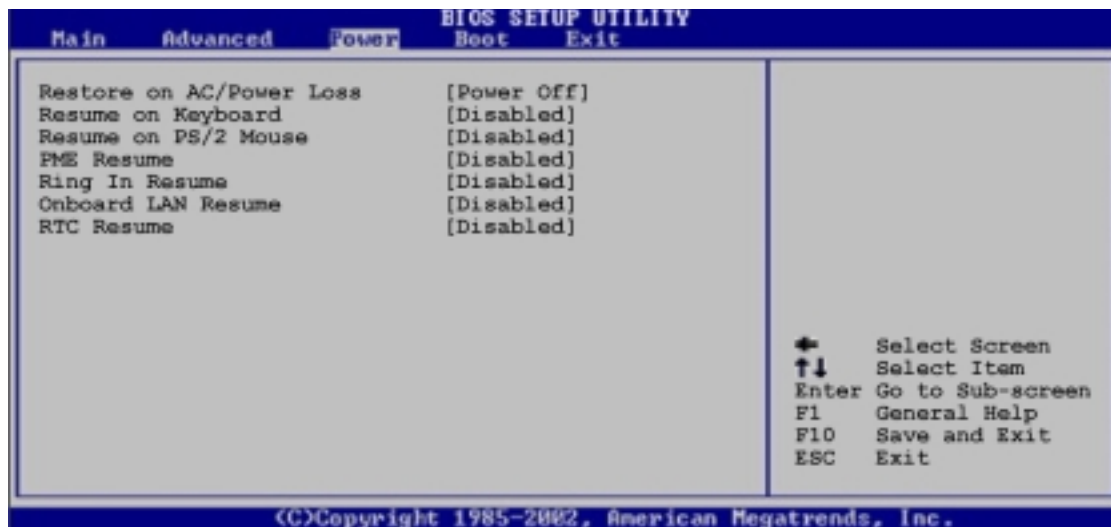 BIOS SETUP UTILITY
Main Advanced Power Boot Exit
Restore on AC/Power Loss [Power Off]
Resume on Keyboard [Disabled]
Resume on PS/2 Mouse [Disabled]
PME Resume [Disabled]
Ring In Resume [Disabled]
Onboard LAN Resume [Disabled]
RTC Resume [Disabled]
← Select Screen
↑↓ Select Item
Enter Go to Sub-screen
F1 General Help
F10 Save and Exit
ESC Exit
(C)Copyright 1985-2002, American Megatrends, Inc.